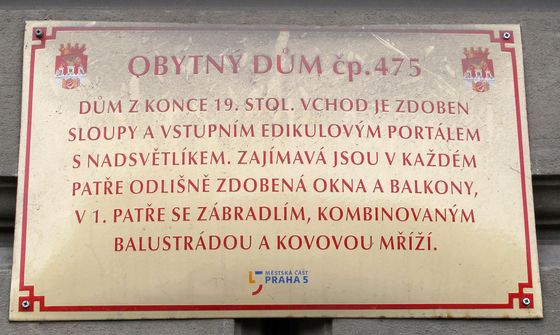 OBYTNÝ DŮM čp. 475
DŮM Z KONCE 19. STOL. VCHOD JE ZDOBEN
SLOUPY A VSTUPNÍM EDIKULOVÝM PORTÁLEM
S NADSVĚTLÍKEM. ZAJÍMAVÁ JSOU V KAŽDÉM
PATŘE ODLIŠNĚ ZDOBENÁ OKNA A BALKONY,
V 1. PATŘE SE ZÁBRADLÍM, KOMBINOVANÝM
BALUSTRÁDOU A KOVOVOU MŘÍŽÍ.
MĚSTSKÁ ČÁST
PRAHA 5